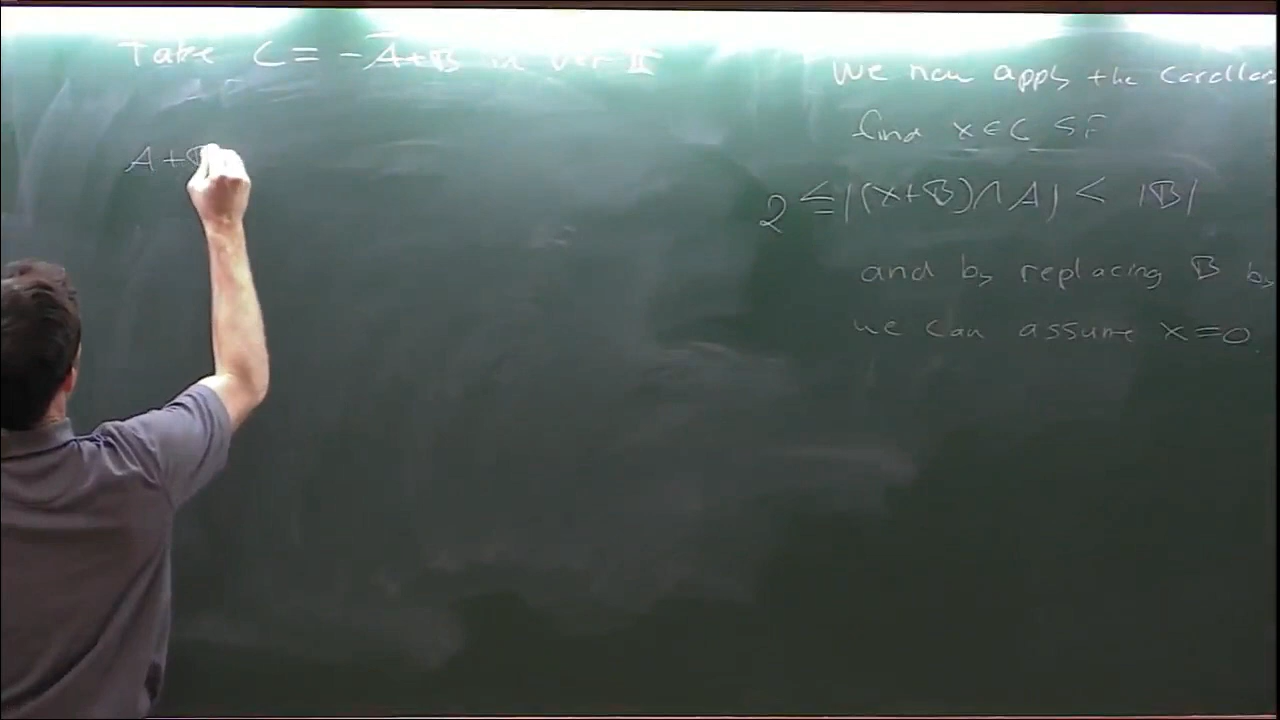 Take C = -\overline{A+B} in ver II
A+B
We now apply the Corollar
find x ∈ C ⊆ F
2 ≤ |(x+B)∩A| < |B|
and by replacing B by
we can assume x=0.